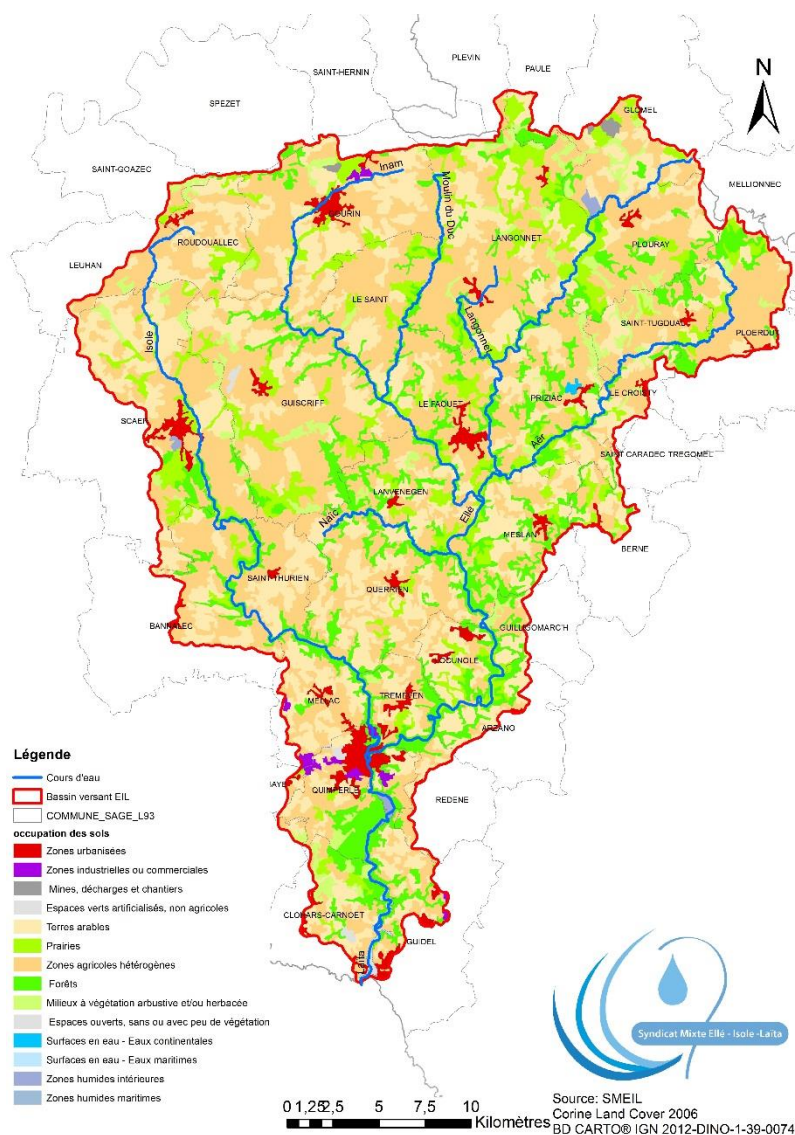 PLEVIN
SAINT-HERNIN
PAULE
SPEZET
N
GLOMEL
SAINT-GOAZEC
MELLIONNEC
Inam
Moulin du Duc
ROUDOUALLEC
LANGONNET
PLOURAY
LEUHAN
LE SAINT
Langonnet
SAINT-TUGDUAL
PLOERDUT
Isole
GUISCRIFF
LE FAOUET
PRIZIAC
LE CROISTY
SCAER
Aër
SAINT CARADEC TREGOMEL
LANVENEGEN
Naïc
Ellé
MESLAN
BERNE
SAINT-THURIEN
QUERRIEN
BANNALEC
GUILLIGOMARC'H
LOCUNOLE
MELLAC
TREMEVEN
ARZANO
QUIMPERLE
REDENE
CLOHARS-CARNOET
GUIDEL
Laïta
Légende
Cours d'eau
Bassin versant EIL
COMMUNE_SAGE_L93
occupation des sols
Zones urbanisées
Zones industrielles ou commerciales
Mines, décharges et chantiers
Espaces verts artificialisés, non agricoles
Terres arables
Prairies
Zones agricoles hétérogènes
Forêts
Milieux à végétation arbustive et/ou herbacée
Espaces ouverts, sans ou avec peu de végétation
Surfaces en eau - Eaux continentales
Surfaces en eau - Eaux maritimes
Zones humides intérieures
Zones humides maritimes
0 1,25 2,5 5 7,5 10
Kilomètres
Syndicat Mixte Ellé - Isole -Laïta
Source: SMEIL
Corine Land Cover 2006
BD CARTO® IGN 2012-DINO-1-39-0074